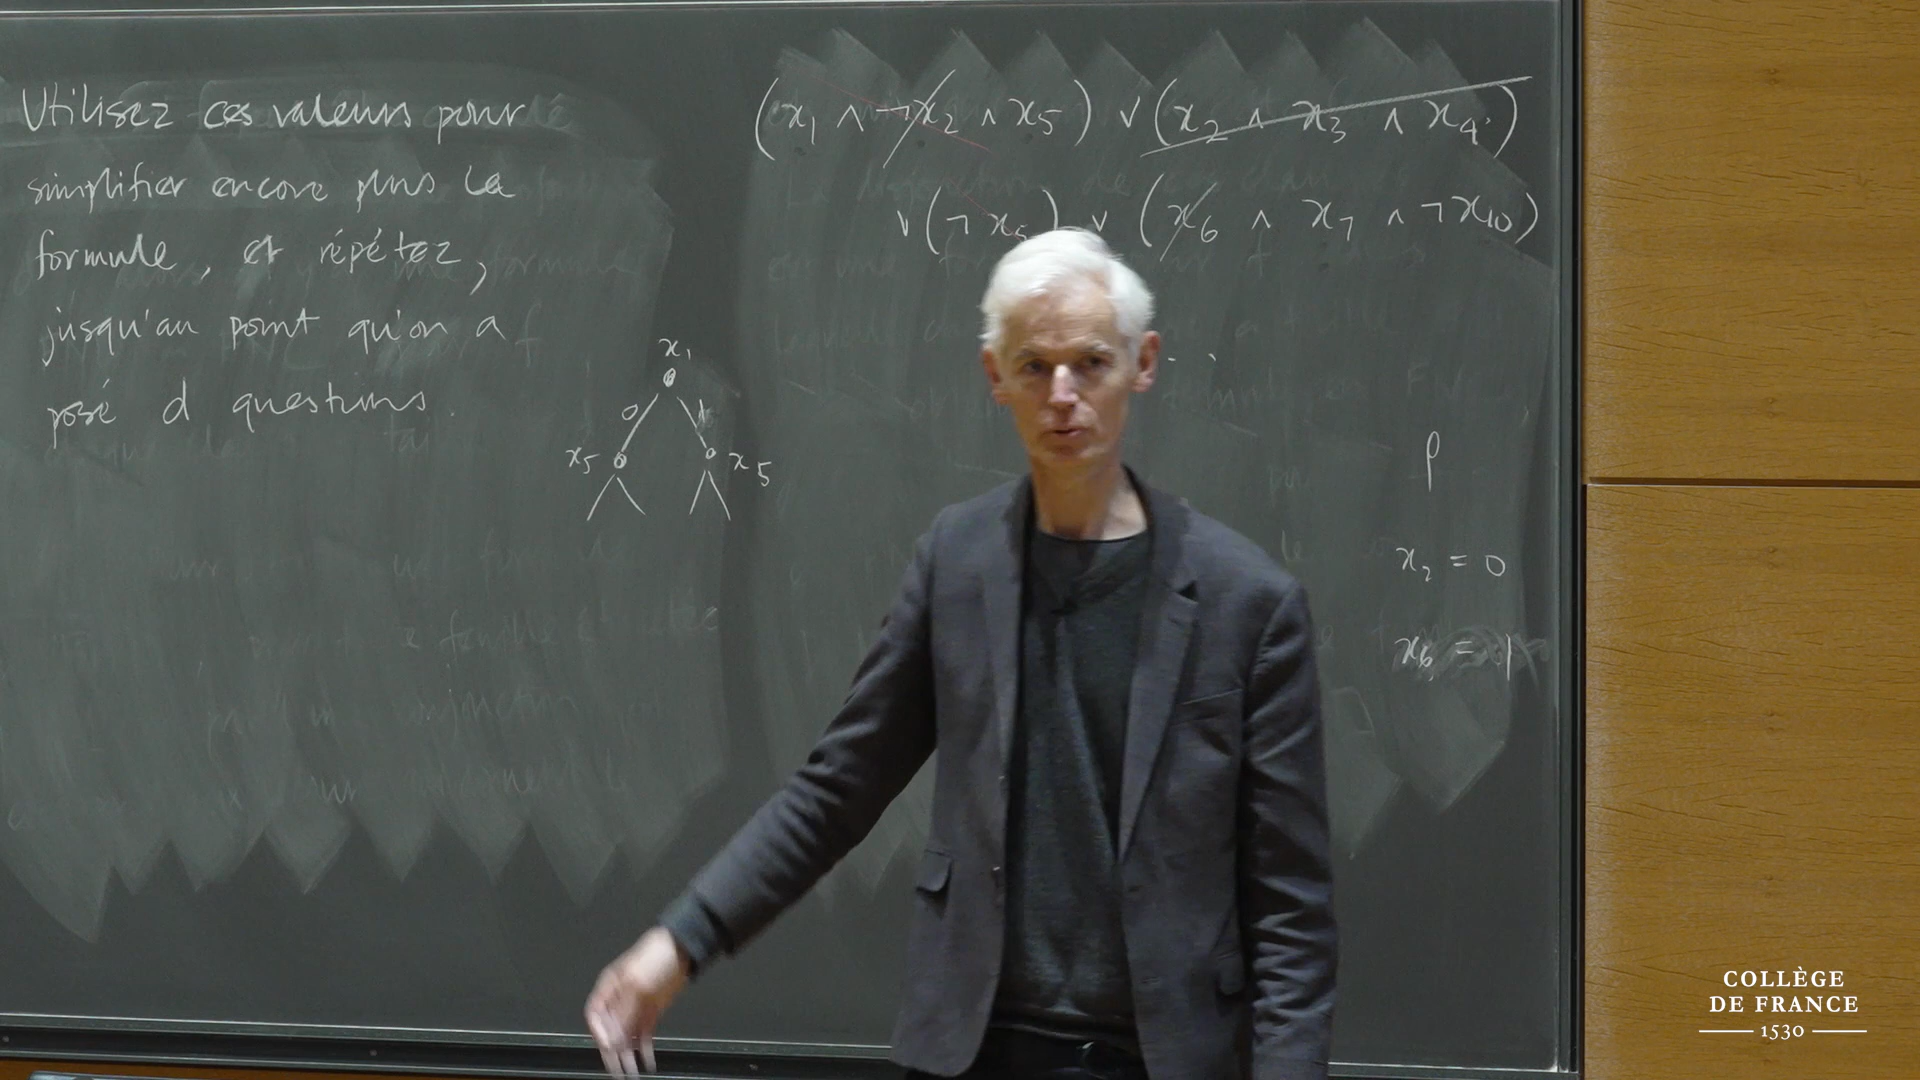 Utilisez ces valeurs pour
simplifier encore plus la
formule, et répétez,
jusqu'au point qu'on a
posé d questions.
x₁
0 1
x₅ x₅
(x₁ ∧ ¬x₂ ∧ x₅) ∨ (x₂ ∧ x₃ ∧ x₄)
∨ (¬x₅) ∨ (x₆ ∧ x₇ ∧ ¬x₁₀)
ρ
x₂ = 0
x₆ = 1
COLLÈGE
DE FRANCE
1530